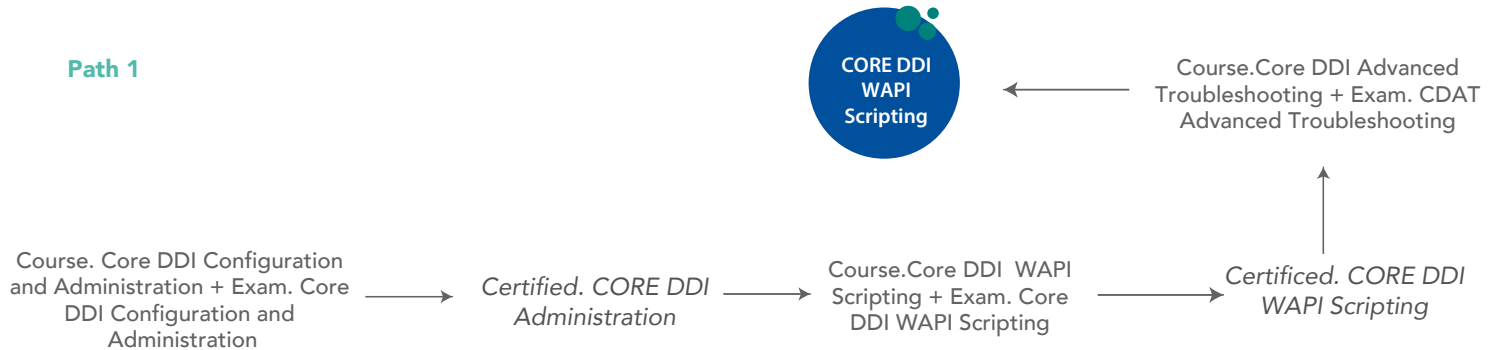 Path 1
CORE DDI
WAPI
Scripting
Course.Core DDI Advanced
Troubleshooting + Exam. CDAT
Advanced Troubleshooting
Course. Core DDI Configuration
and Administration + Exam. Core
DDI Configuration and
Administration
Certified. CORE DDI
Administration
Course.Core DDI  WAPI
Scripting + Exam. Core
DDI WAPI Scripting
Certificed. CORE DDI
WAPI Scripting